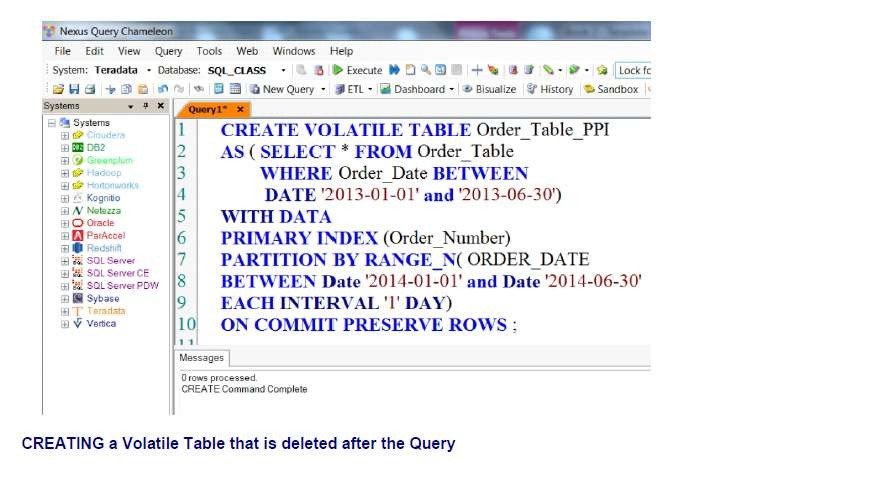 Nexus Query Chameleon
File Edit View Query Tools Web Windows Help
System: Teradata Database: SQL_CLASS Execute Lock fo
New Query ETL Dashboard Bisualize History Sandbox
Systems
Query1*
Systems
Cloudera
DB2
Greenplum
Hadoop
Hortonworks
Kognitio
Netezza
Oracle
ParAccel
Redshift
SQL Server
SQL Server CE
SQL Server PDW
Sybase
Teradata
Vertica
1 CREATE VOLATILE TABLE Order_Table_PPI
2 AS ( SELECT * FROM Order_Table
3 WHERE Order_Date BETWEEN
4 DATE '2013-01-01' and '2013-06-30')
5 WITH DATA
6 PRIMARY INDEX (Order_Number)
7 PARTITION BY RANGE_N( ORDER_DATE
8 BETWEEN Date '2014-01-01' and Date '2014-06-30'
9 EACH INTERVAL '1' DAY)
10 ON COMMIT PRESERVE ROWS ;
11
Messages
0 rows processed.
CREATE Command Complete
CREATING a Volatile Table that is deleted after the Query